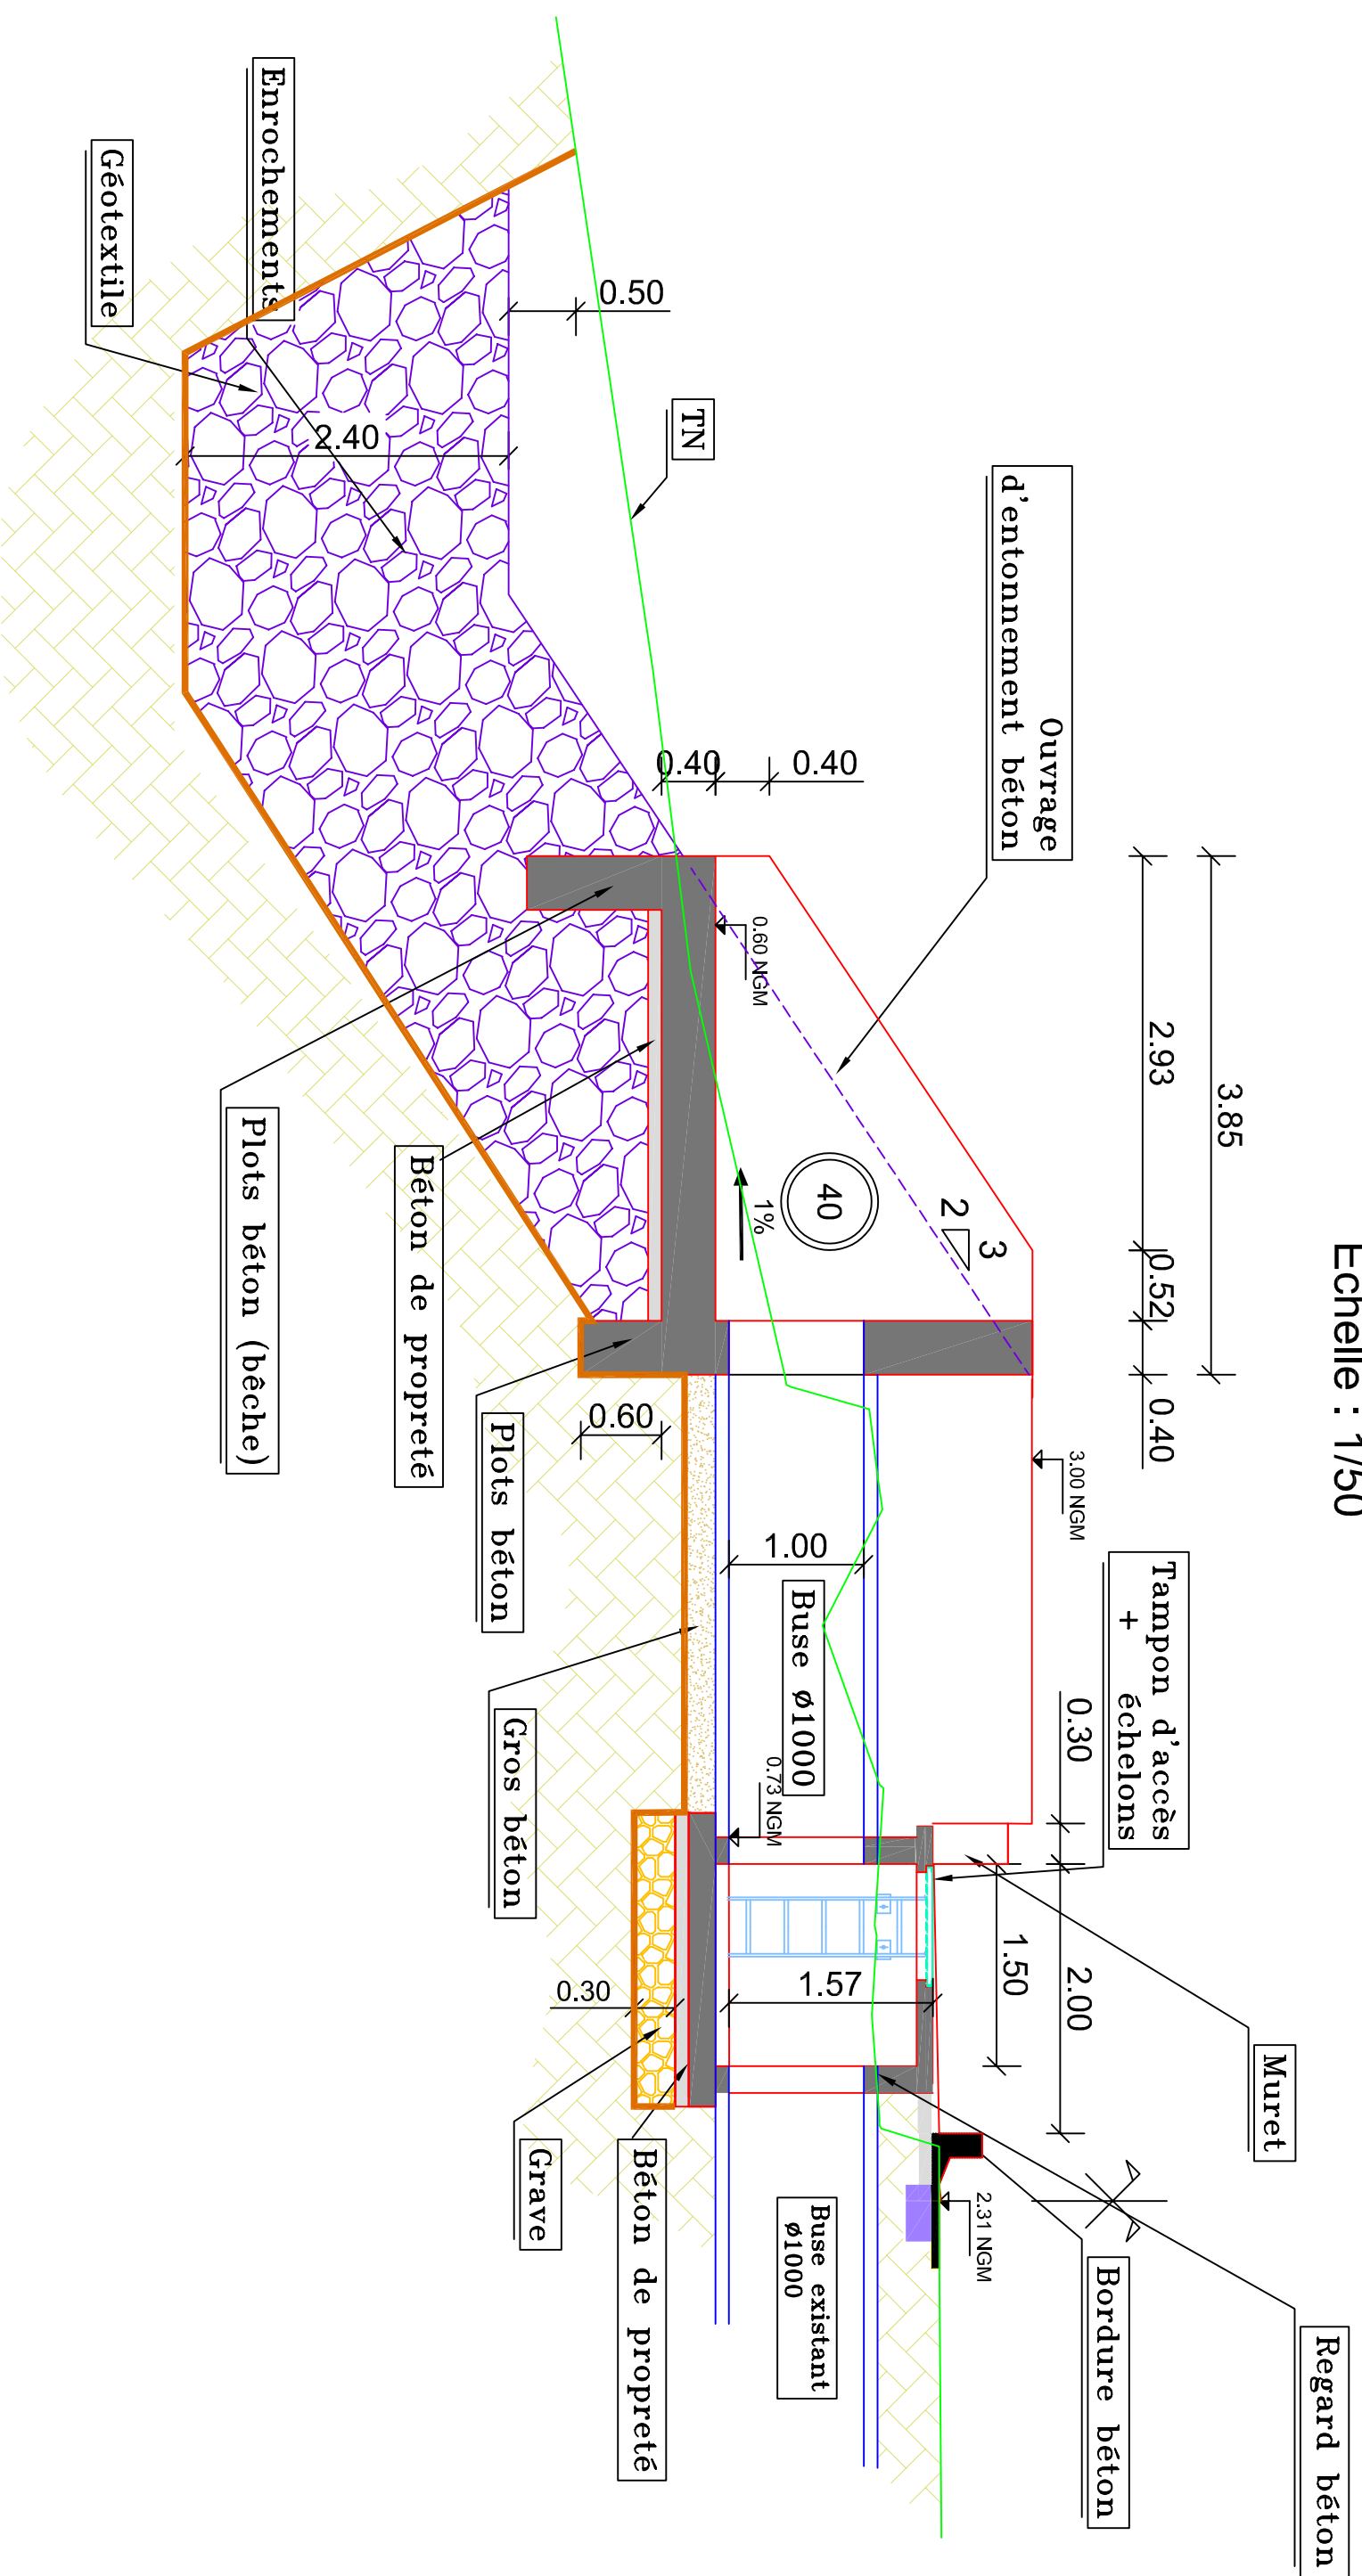 Echelle : 1/50
3.85
2.93
0.52
0.40
3.00 NGM
Ouvrage
d'entonnement béton
Tampon d'accès
+ échelons
0.30
2.00
1.50
Muret
Regard béton
Bordure béton
2.31 NGM
TN
0.50
0.40
0.40
0.60 NGM
2
3
40
1%
1.00
Buse ø1000
0.73 NGM
1.57
Buse existant
ø1000
Enrochements
Géotextile
2.40
0.60
0.30
Plots béton (bêche)
Béton de propreté
Plots béton
Gros béton
Grave
Béton de propreté